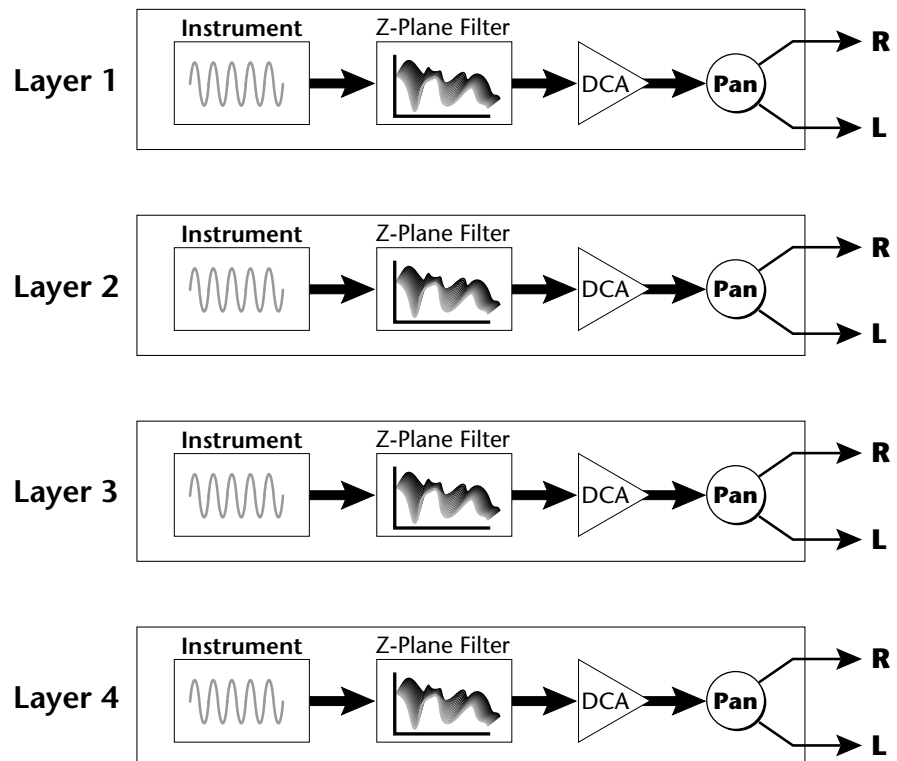 Instrument
Z-Plane Filter
R
Layer 1
DCA
Pan
L
Instrument
Z-Plane Filter
R
Layer 2
DCA
Pan
L
Instrument
Z-Plane Filter
R
Layer 3
DCA
Pan
L
Instrument
Z-Plane Filter
R
Layer 4
DCA
Pan
L